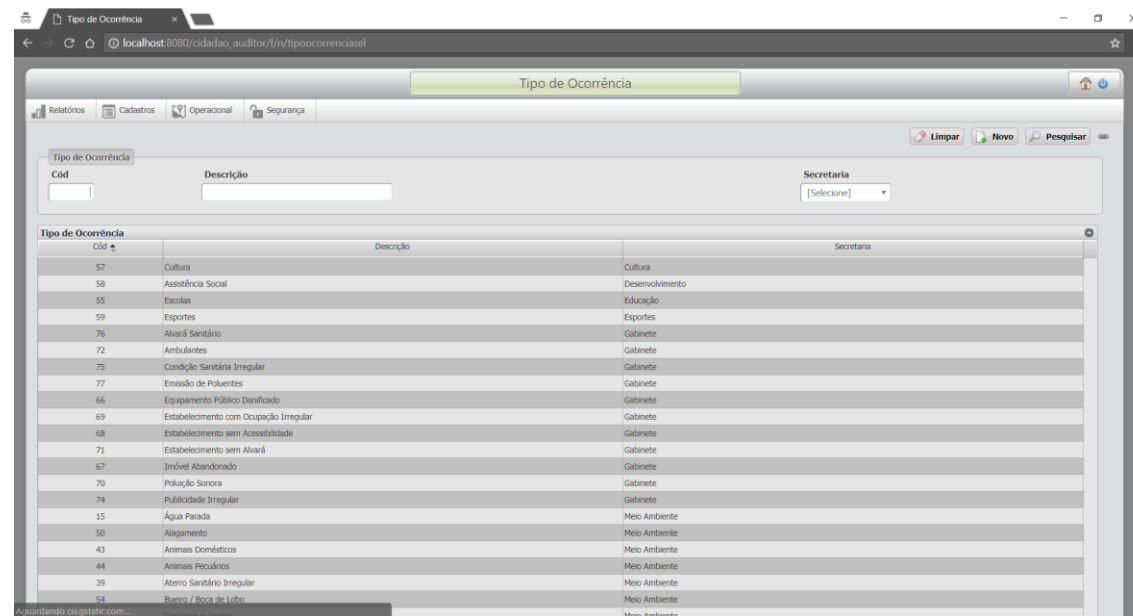 Tipo de Ocorrência
localhost:8080/cidadao_auditor/f/n/tipoocorrenciasel
Tipo de Ocorrência
Relatórios Cadastros Operacional Segurança
Limpar Novo Pesquisar
Tipo de Ocorrência
Cód Descrição Secretaria
[Selecione]
Tipo de Ocorrência
Cód Descrição Secretaria
57 Cultura Cultura
58 Assistência Social Desenvolvimento
55 Escolas Educação
59 Esportes Esportes
76 Alvará Sanitário Gabinete
72 Ambulantes Gabinete
75 Condição Sanitária Irregular Gabinete
77 Emissão de Poluentes Gabinete
66 Equipamento Público Danificado Gabinete
69 Estabelecimento com Ocupação Irregular Gabinete
68 Estabelecimento sem Acessibilidade Gabinete
71 Estabelecimento sem Alvará Gabinete
67 Imóvel Abandonado Gabinete
70 Poluição Sonora Gabinete
74 Publicidade Irregular Gabinete
15 Água Parada Meio Ambiente
50 Alagamento Meio Ambiente
43 Animais Domésticos Meio Ambiente
44 Animais Pecuários Meio Ambiente
39 Aterro Sanitário Irregular Meio Ambiente
54 Bueiro / Boca de Lobo Meio Ambiente
Aguardando csi.gstatic.com... Meio Ambiente